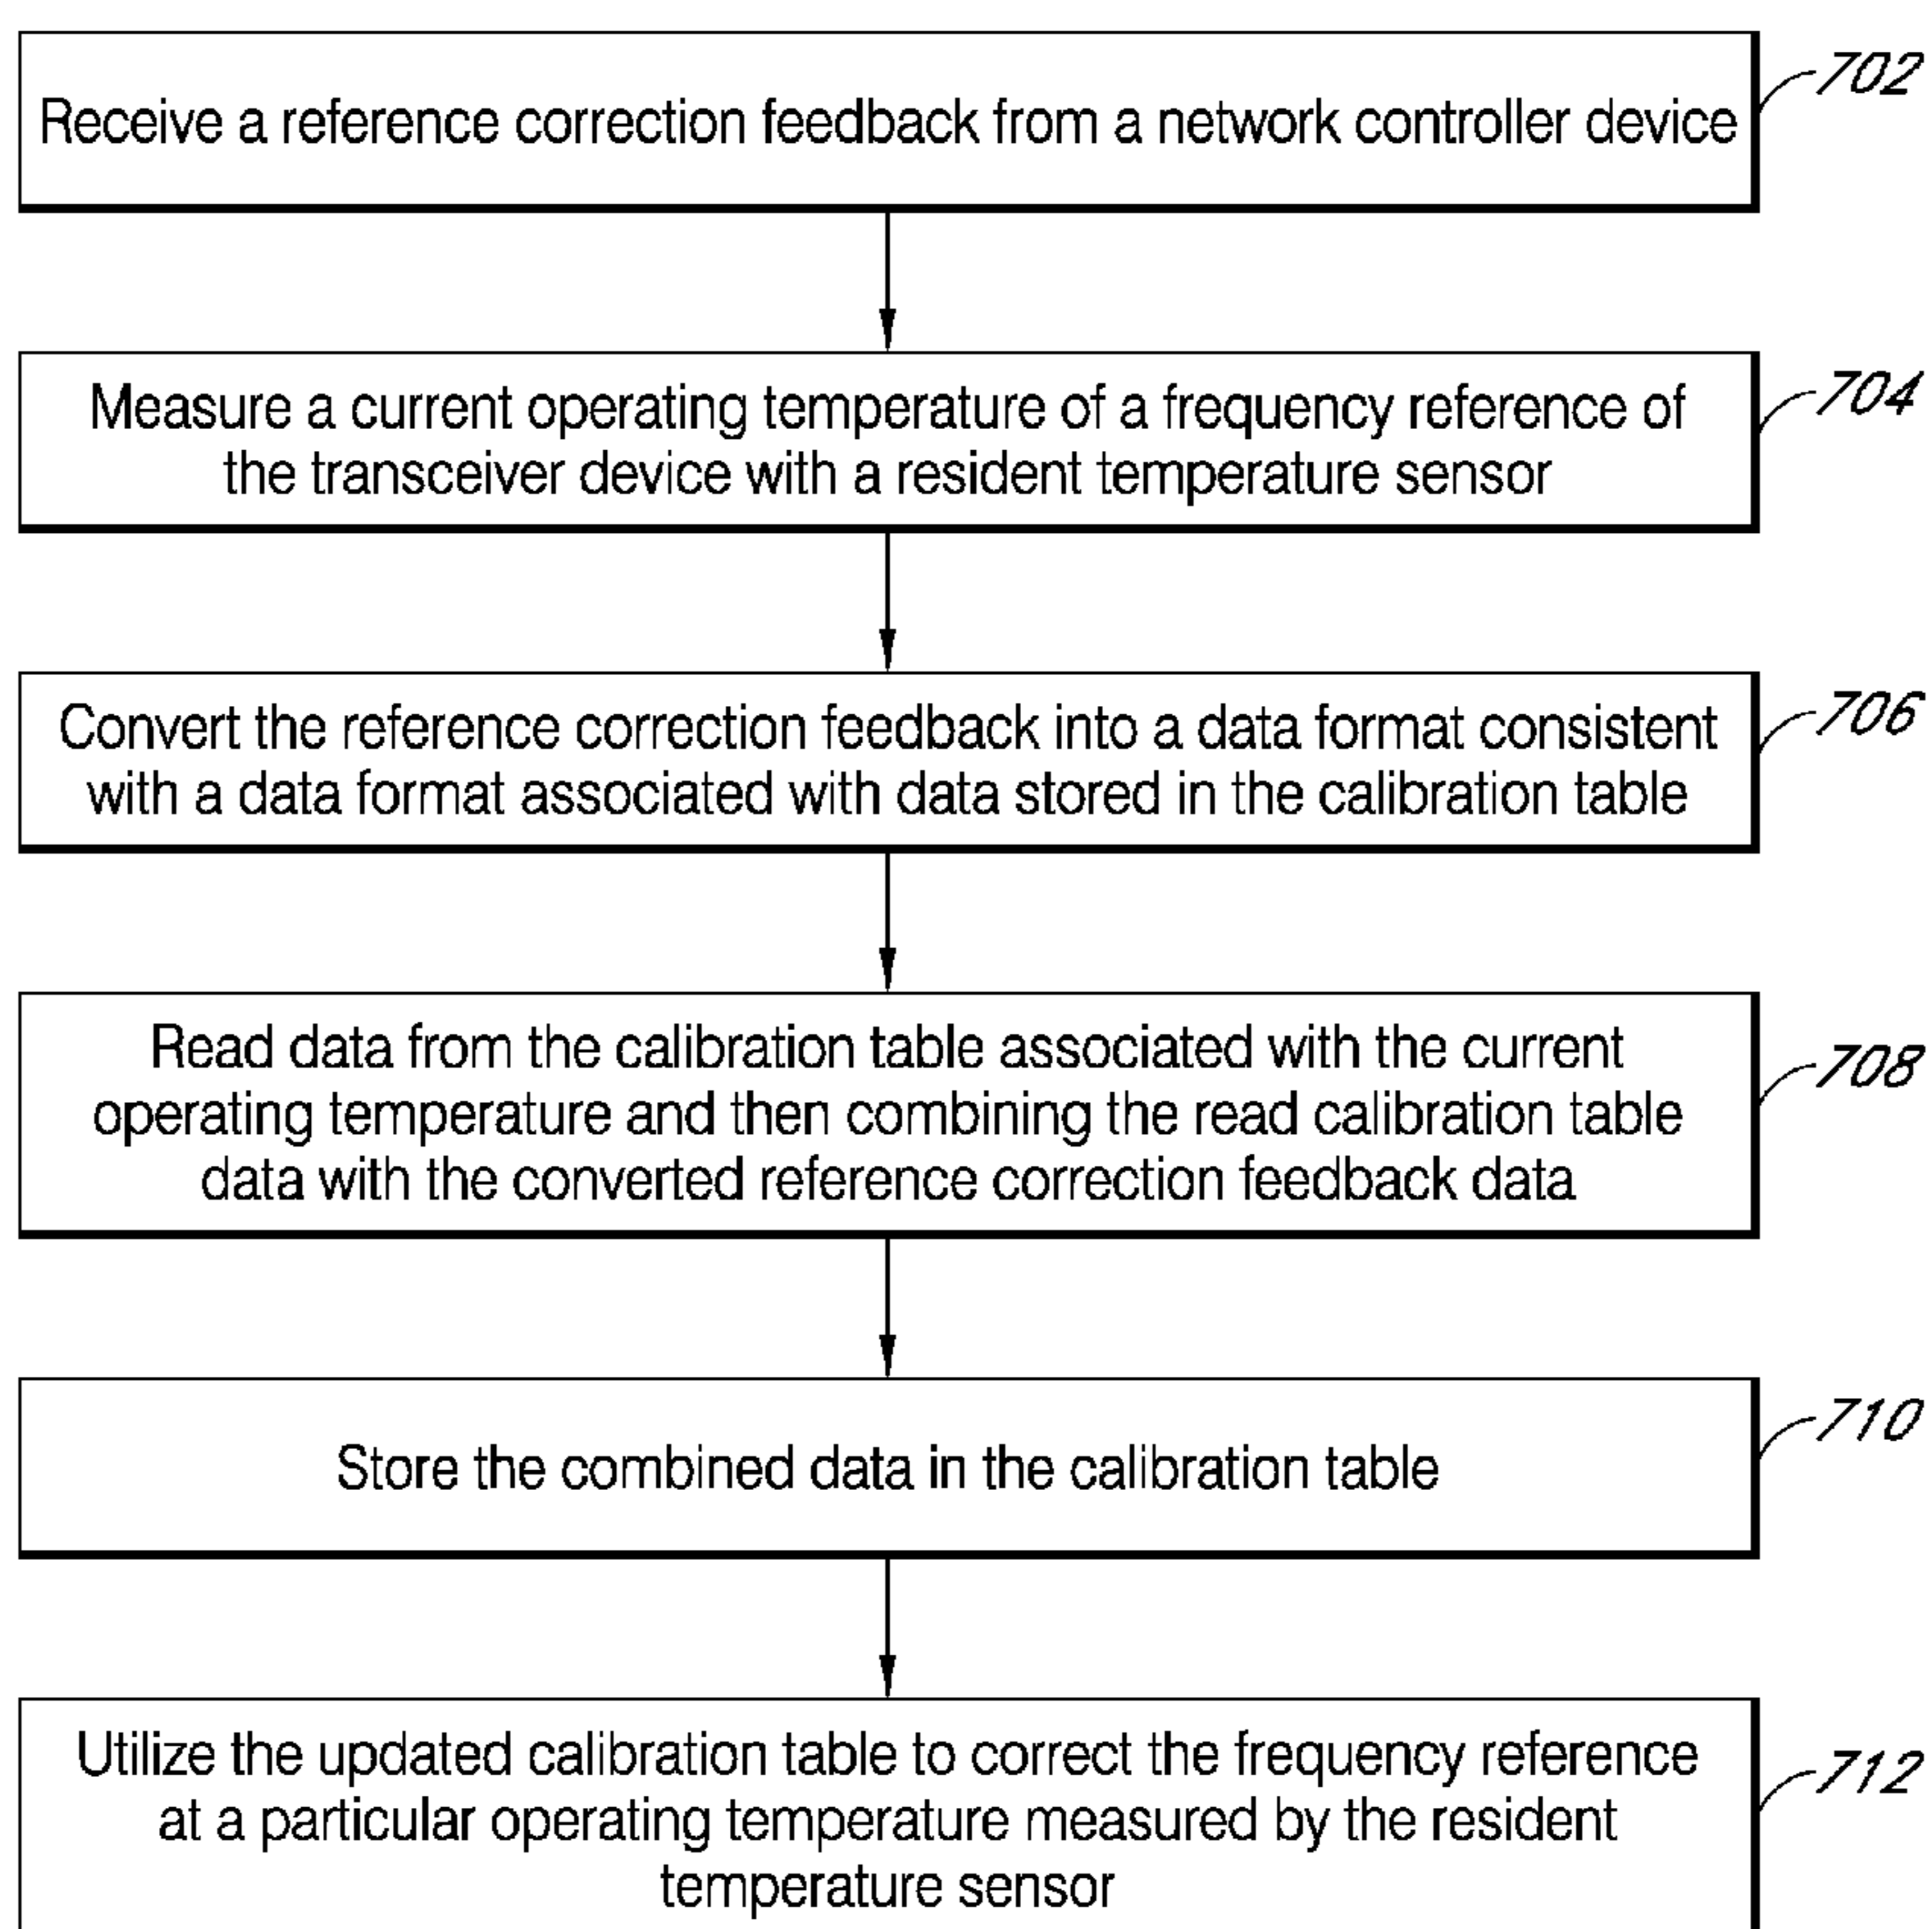 Receive a reference correction feedback from a network controller device
702
Measure a current operating temperature of a frequency reference of
the transceiver device with a resident temperature sensor
704
Convert the reference correction feedback into a data format consistent
with a data format associated with data stored in the calibration table
706
Read data from the calibration table associated with the current
operating temperature and then combining the read calibration table
data with the converted reference correction feedback data
708
Store the combined data in the calibration table
710
Utilize the updated calibration table to correct the frequency reference
at a particular operating temperature measured by the resident
temperature sensor
712